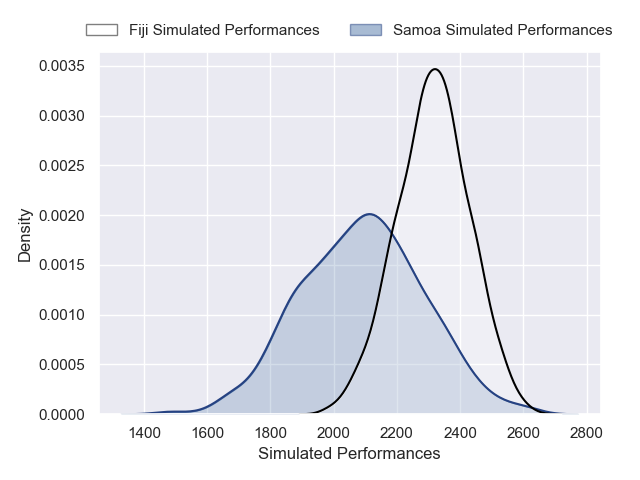 Fiji Simulated Performances Samoa Simulated Performances
0.0035
0.0030
0.0025
0.0020
0.0015
0.0010
0.0005
0.0000
Density
1400 1600 1800 2000 2200 2400 2600 2800
Simulated Performances